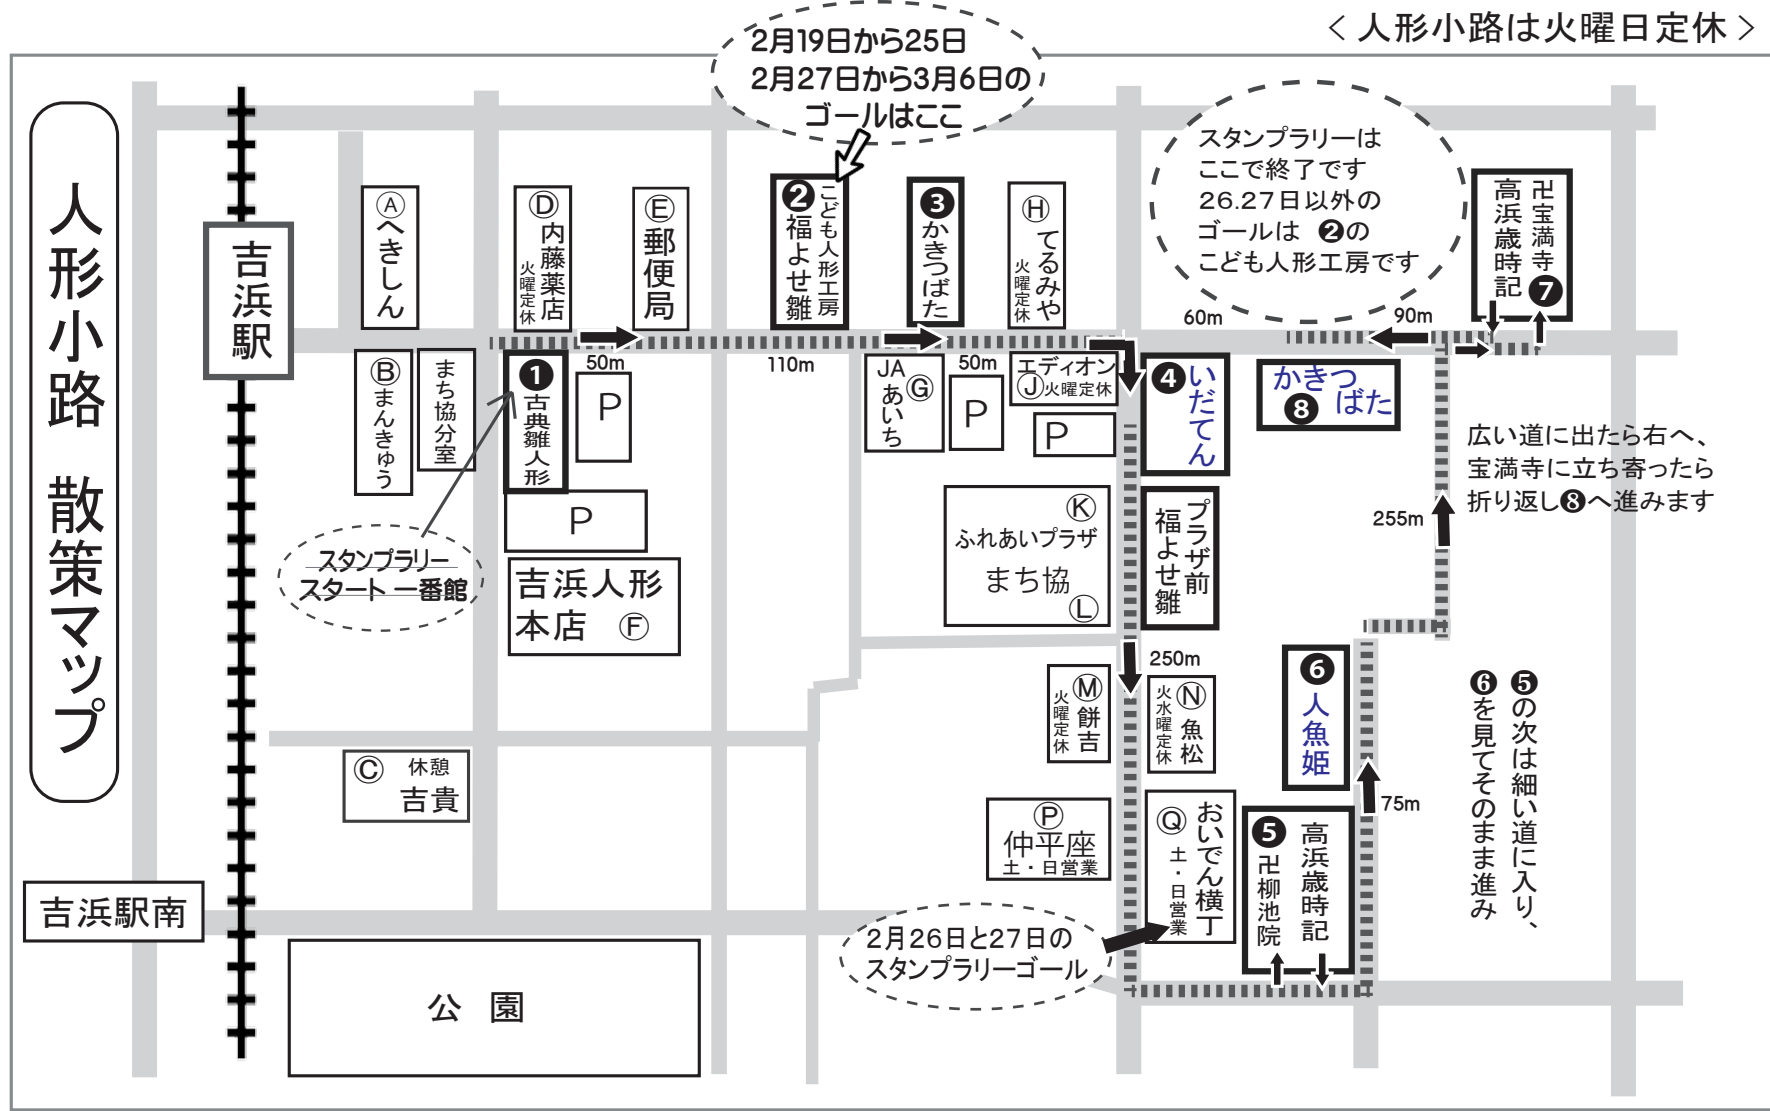 <人形小路は火曜日定休>
人形小路 散策マップ
2月19日から25日
2月27日から3月6日の
ゴールはここ
スタンプラリーは
ここで終了です
26.27日以外の
ゴールは ❷の
こども人形工房です
吉浜駅
Ⓐへきしん
Ⓓ内藤薬店
火曜定休
Ⓔ郵便局
こども人形工房
❷福よせ雛
❸かきつばた
Ⓗてるみや
火曜定休
卍宝満寺❼
高浜歳時記
50m
110m
50m
60m
90m
Ⓑまんきゅう
まち協分室
❶古典雛人形
P
P
JA
あいちⒼ
P
エディオン
Ⓙ火曜定休
P
❹いだてん
かきつ
❽ばた
広い道に出たら右へ、
宝満寺に立ち寄ったら
折り返し❽へ進みます
255m
スタンプラリー
スタート 一番館
吉浜人形
本店 Ⓕ
Ⓚ
ふれあいプラザ
まち協
Ⓛ
プラザ前
福よせ雛
250m
Ⓜ餅吉
火曜定休
Ⓝ魚松
火水曜定休
❻人魚姫
❺の次は細い道に入り、
❻を見てそのまま進み
75m
Ⓒ 休憩
吉貴
Ⓟ
仲平座
土・日営業
おいでん横丁
Ⓠ土・日営業
高浜歳時記
❺卍柳池院
吉浜駅南
2月26日と27日の
スタンプラリーゴール
公園